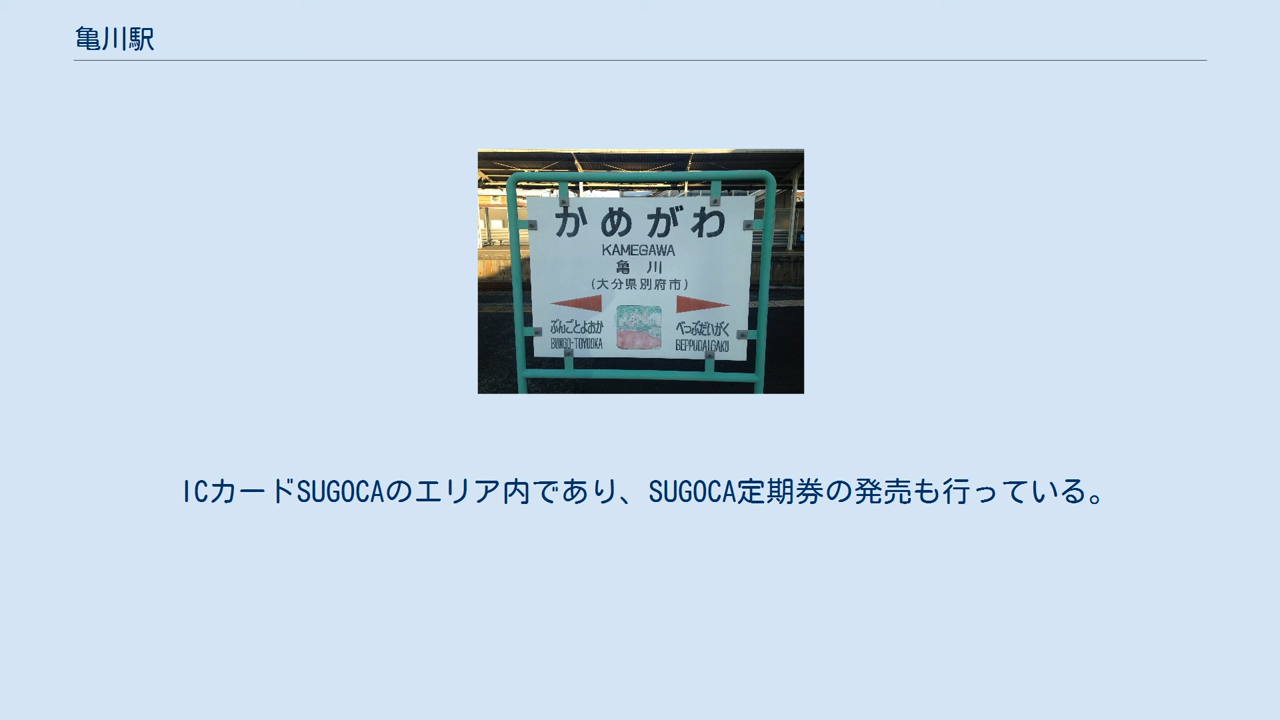 亀川駅
かめがわ
KAMEGAWA
亀川
(大分県別府市)
ぶんごとよおか べっぷだいがく
BUNGO-TOYOOKA BEPPUDAIGAKU
ICカードSUGOCAのエリア内であり、SUGOCA定期券の発売も行っている。